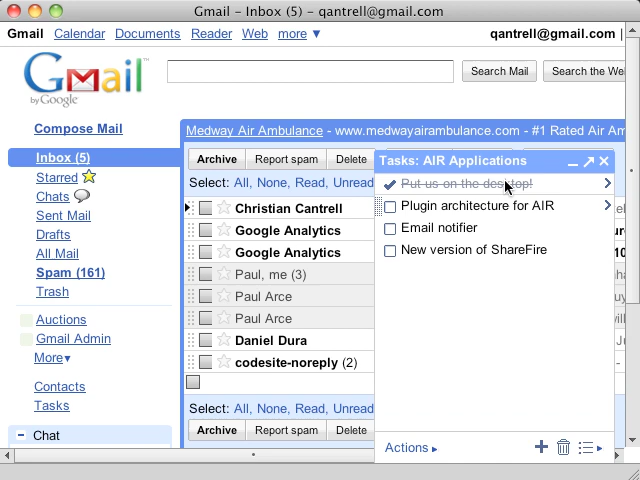 Gmail – Inbox (5) – qantrell@gmail.com
Gmail Calendar Documents Reader Web more ▼ qantrell@gmail.com |
Gmail
by Google
Search Mail
Search the We
Compose Mail
Inbox (5)
Starred
Chats
Sent Mail
Drafts
All Mail
Spam (161)
Trash
Auctions
Gmail Admin
More▾
Contacts
Tasks
Chat
Medway Air Ambulance - www.medwayairambulance.com - #1 Rated Air Am
Archive Report spam Delete
Select: All, None, Read, Unread
Christian Cantrell
Google Analytics
Google Analytics
Paul, me (3)
Paul Arce
Paul Arce
Daniel Dura
codesite-noreply (2)
Select: All, None, Read, Unread
Archive Report spam Delete
Tasks: AIR Applications
Put us on the desktop!
Plugin architecture for AIR
Email notifier
New version of ShareFire
Actions ▸